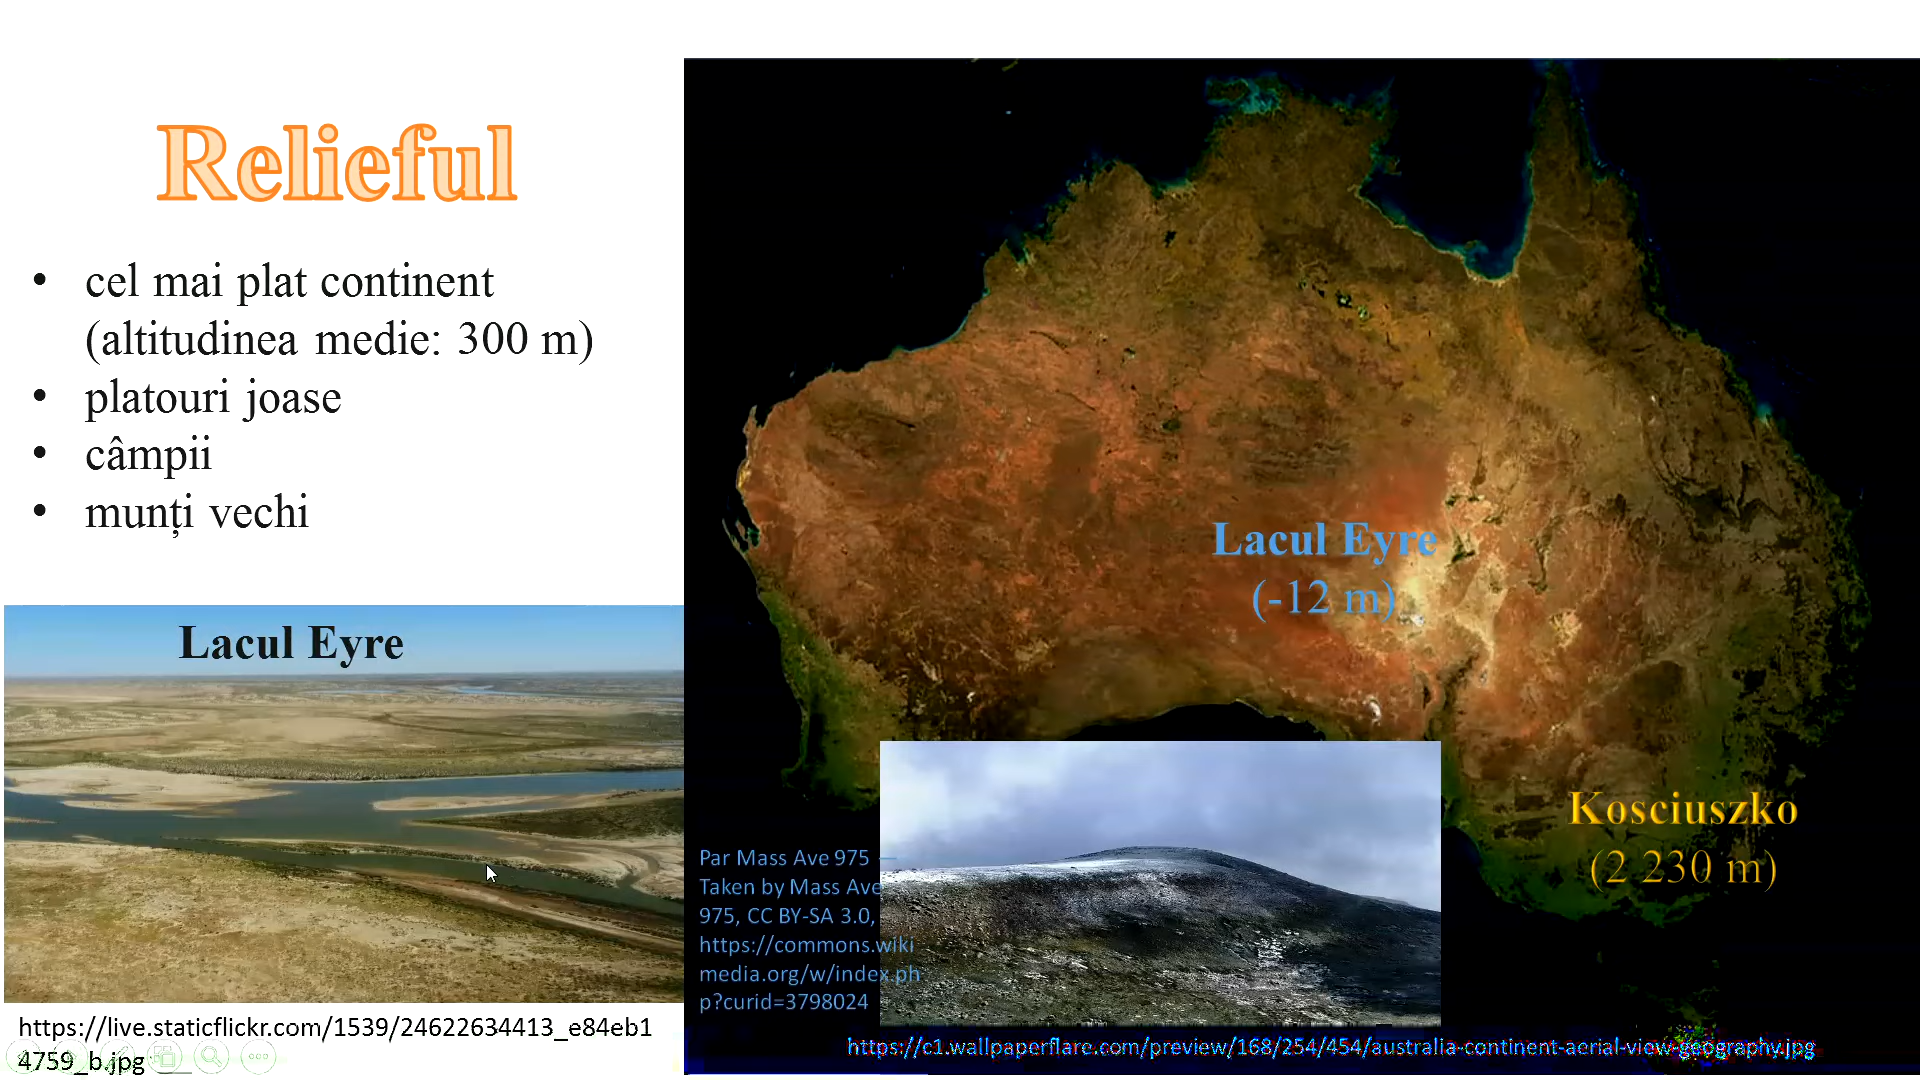 Relieful
• cel mai plat continent
(altitudinea medie: 300 m)
• platouri joase
• câmpii
• munți vechi
Lacul Eyre
https://live.staticflickr.com/1539/24622634413_e84eb1
4759_b.jpg
Lacul Eyre
(-12 m)
Kosciuszko
(2 230 m)
Par Mass Ave 975 —
Taken by Mass Ave
975, CC BY-SA 3.0,
https://commons.wiki
media.org/w/index.ph
p?curid=3798024
https://c1.wallpaperflare.com/preview/168/254/454/australia-continent-aerial-view-geography.jpg